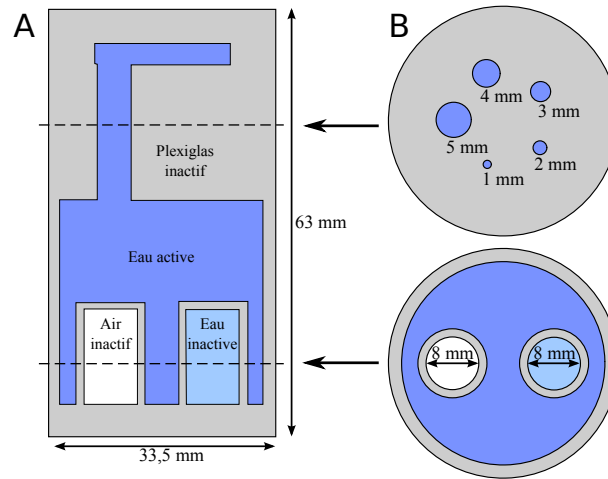 A
B
Plexiglas
inactif
Eau active
Air
inactif
Eau
inactive
63 mm
33,5 mm
4 mm
3 mm
5 mm
2 mm
1 mm
8 mm
8 mm